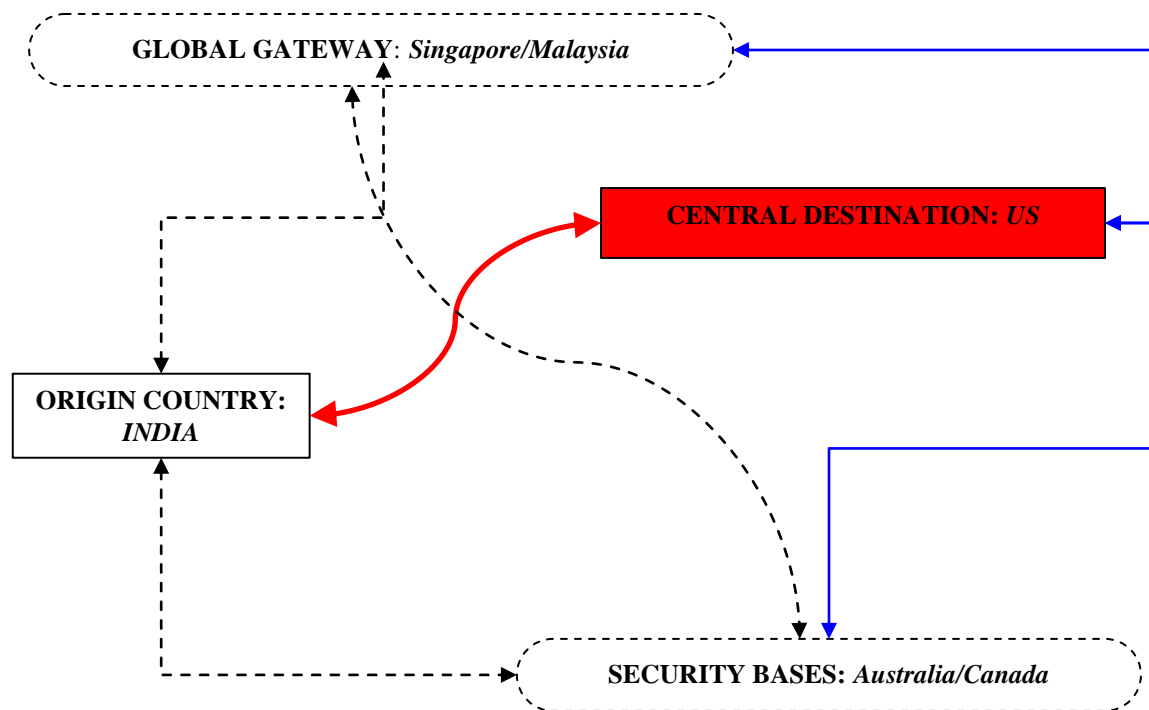 GLOBAL GATEWAY: Singapore/Malaysia
CENTRAL DESTINATION: US
ORIGIN COUNTRY:
INDIA
SECURITY BASES: Australia/Canada